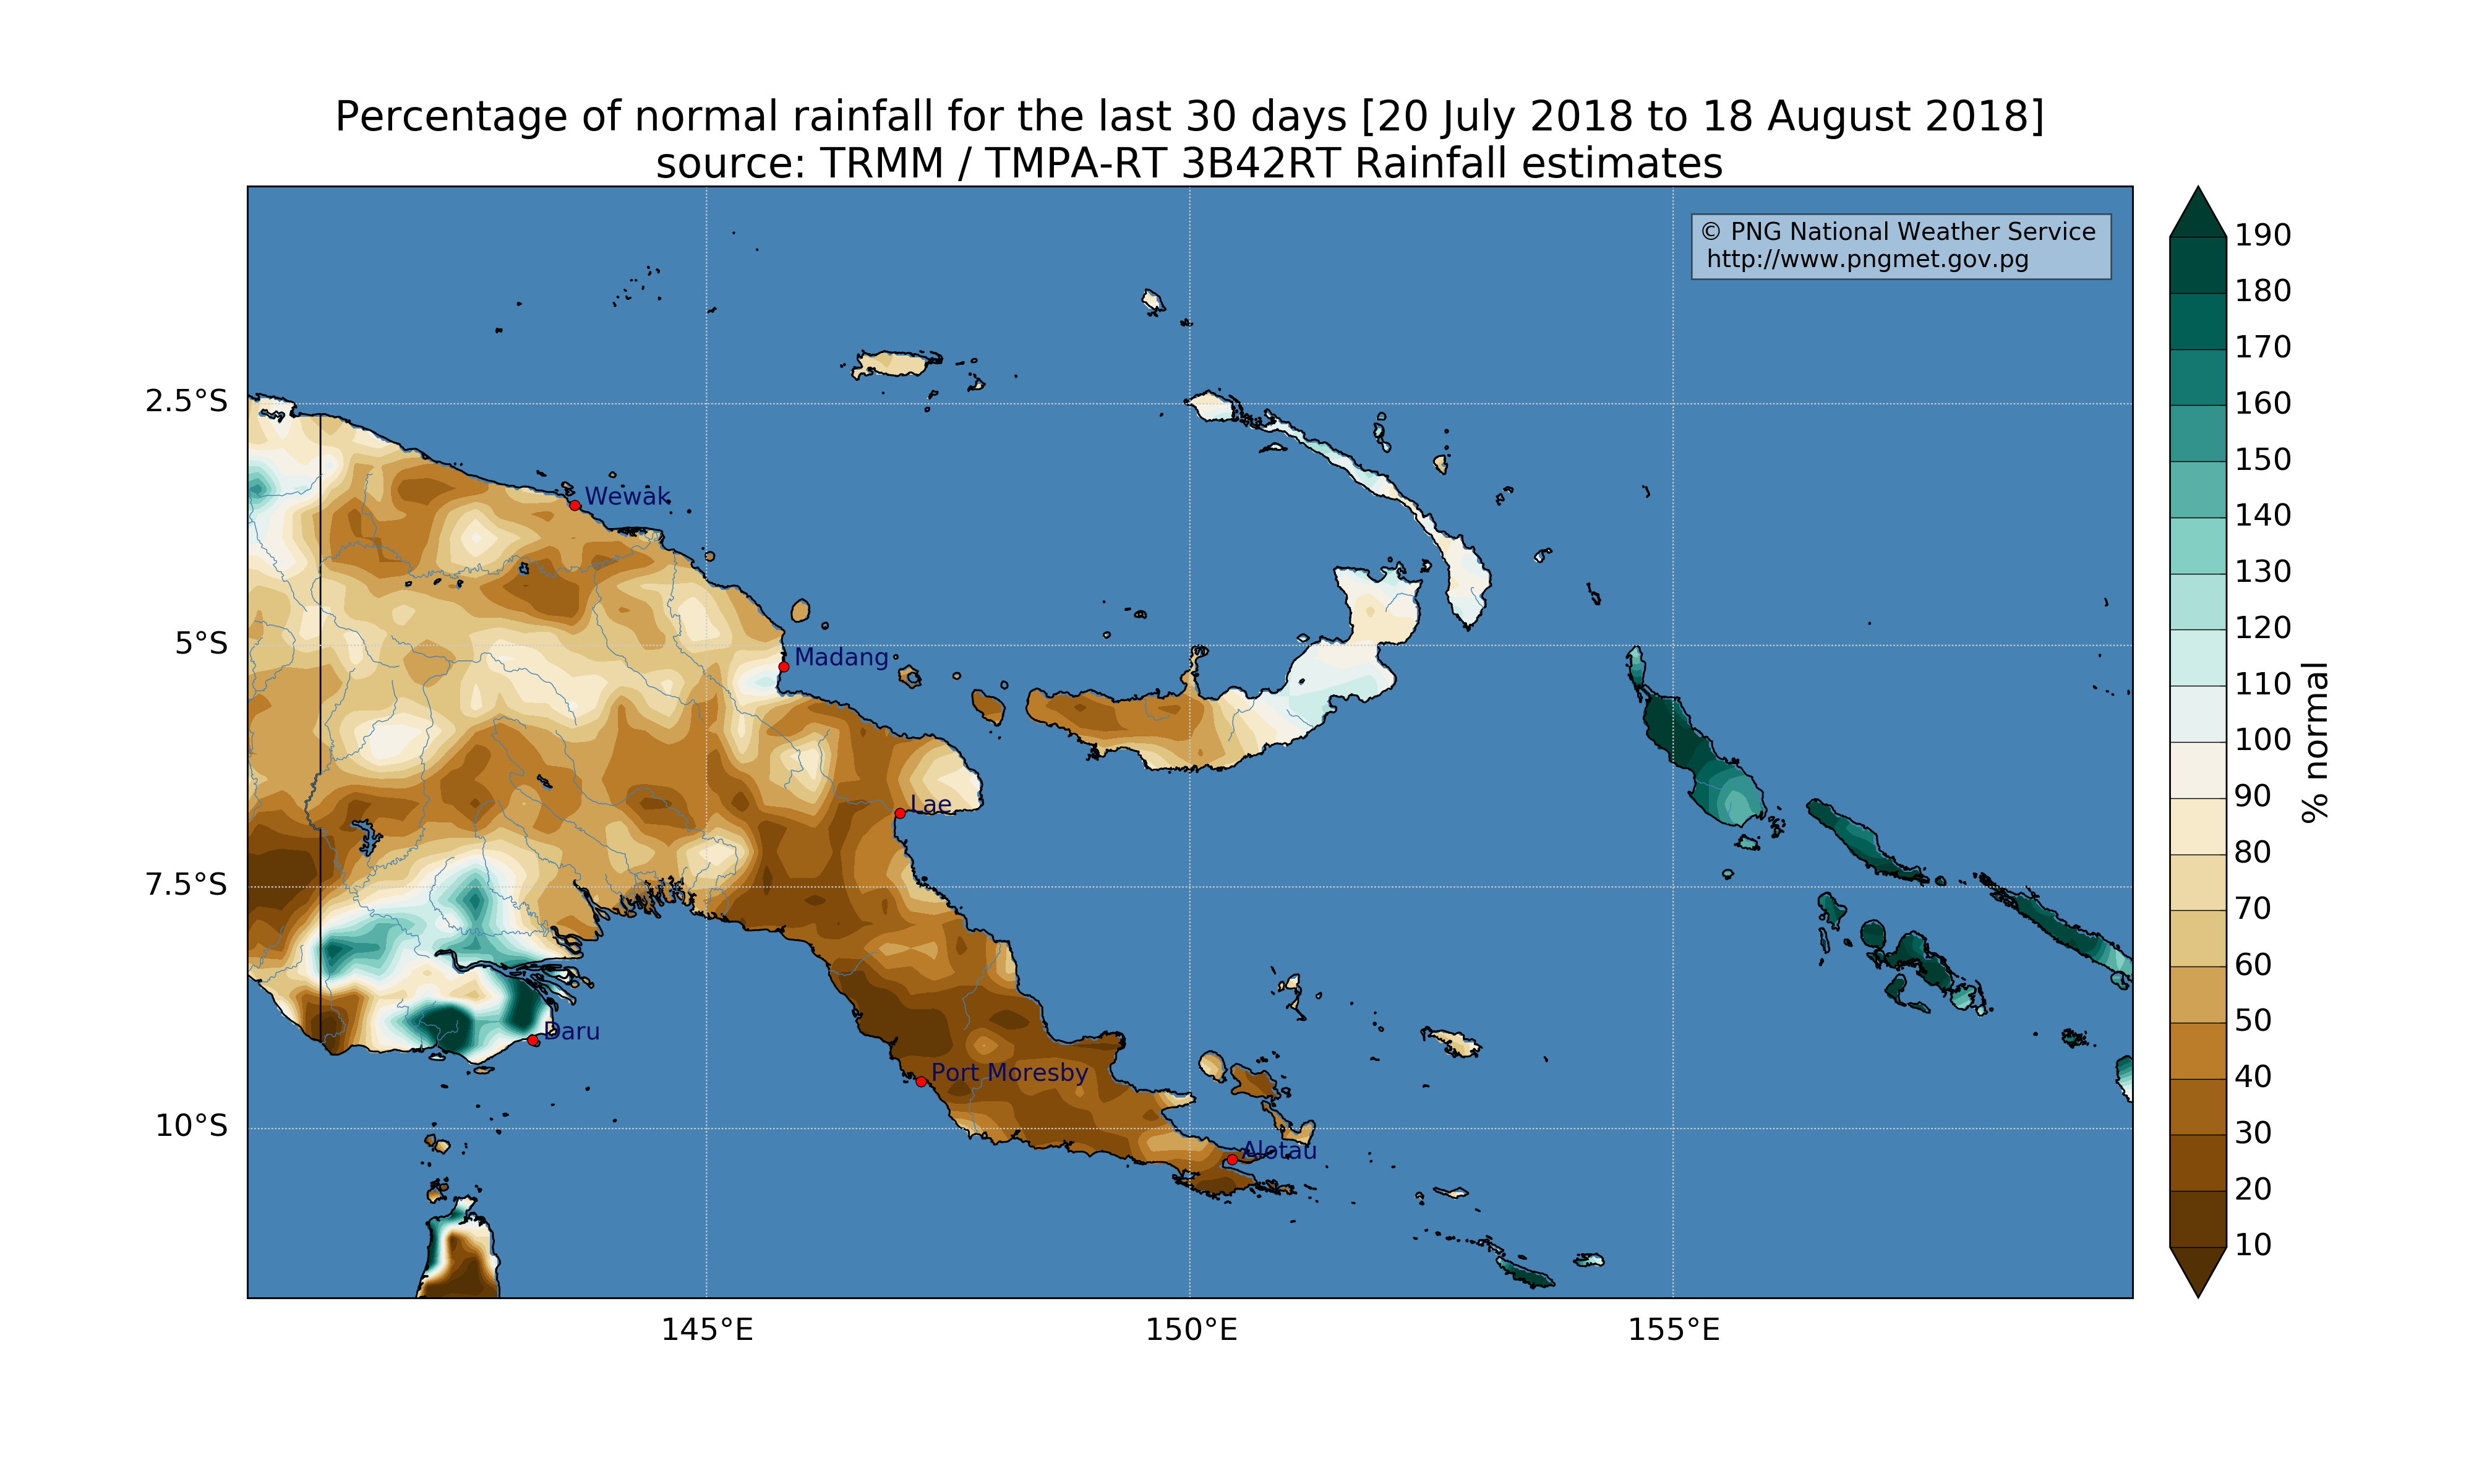 Percentage of normal rainfall for the last 30 days [20 July 2018 to 18 August 2018]
source: TRMM / TMPA-RT 3B42RT Rainfall estimates
© PNG National Weather Service
http://www.pngmet.gov.pg
2.5°S
5°S
7.5°S
10°S
Wewak
Madang
Lae
Daru
Port Moresby
Alotau
145°E
150°E
155°E
190
180
170
160
150
140
130
120
110
100
90
80
70
60
50
40
30
20
10
% normal